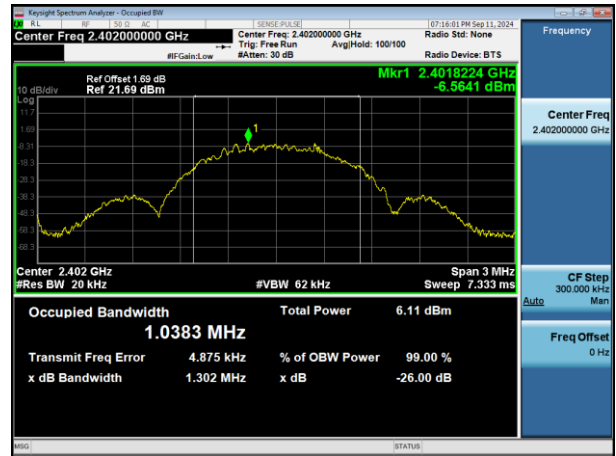 Keysight Spectrum Analyzer - Occupied BW
RL RF 50 Ω AC SENSE:PULSE 07:16:01 PM Sep 11, 2024
Center Freq 2.402000000 GHz Center Freq: 2.402000000 GHz Radio Std: None Frequency
Trig: Free Run Avg|Hold: 100/100
#IFGain:Low #Atten: 30 dB Radio Device: BTS
Ref Offset 1.69 dB Mkr1 2.4018224 GHz
10 dB/div Ref 21.69 dBm -6.5641 dBm
Log
11.7
1.69
-8.31
-18.3
-28.3
-38.3
-48.3
-58.3
-68.3
1
Center Freq
2.402000000 GHz
Center 2.402 GHz Span 3 MHz
#Res BW 20 kHz #VBW 62 kHz Sweep 7.333 ms
CF Step
300.000 kHz
Auto Man
Occupied Bandwidth Total Power 6.11 dBm
1.0383 MHz
Transmit Freq Error 4.875 kHz % of OBW Power 99.00 %
x dB Bandwidth 1.302 MHz x dB -26.00 dB
Freq Offset
0 Hz
MSG STATUS